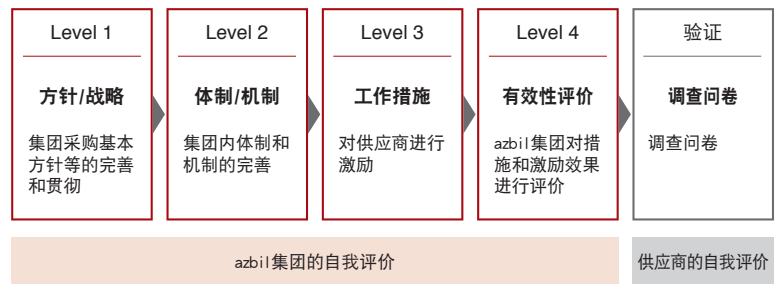 Level 1
方针/战略
集团采购基本
方针等的完善
和贯彻
Level 2
体制/机制
集团内体制和
机制的完善
Level 3
工作措施
对供应商进行
激励
Level 4
有效性评价
azbil集团对措
施和激励效果
进行评价
验证
调查问卷
调查问卷
azbil集团的自我评价
供应商的自我评价